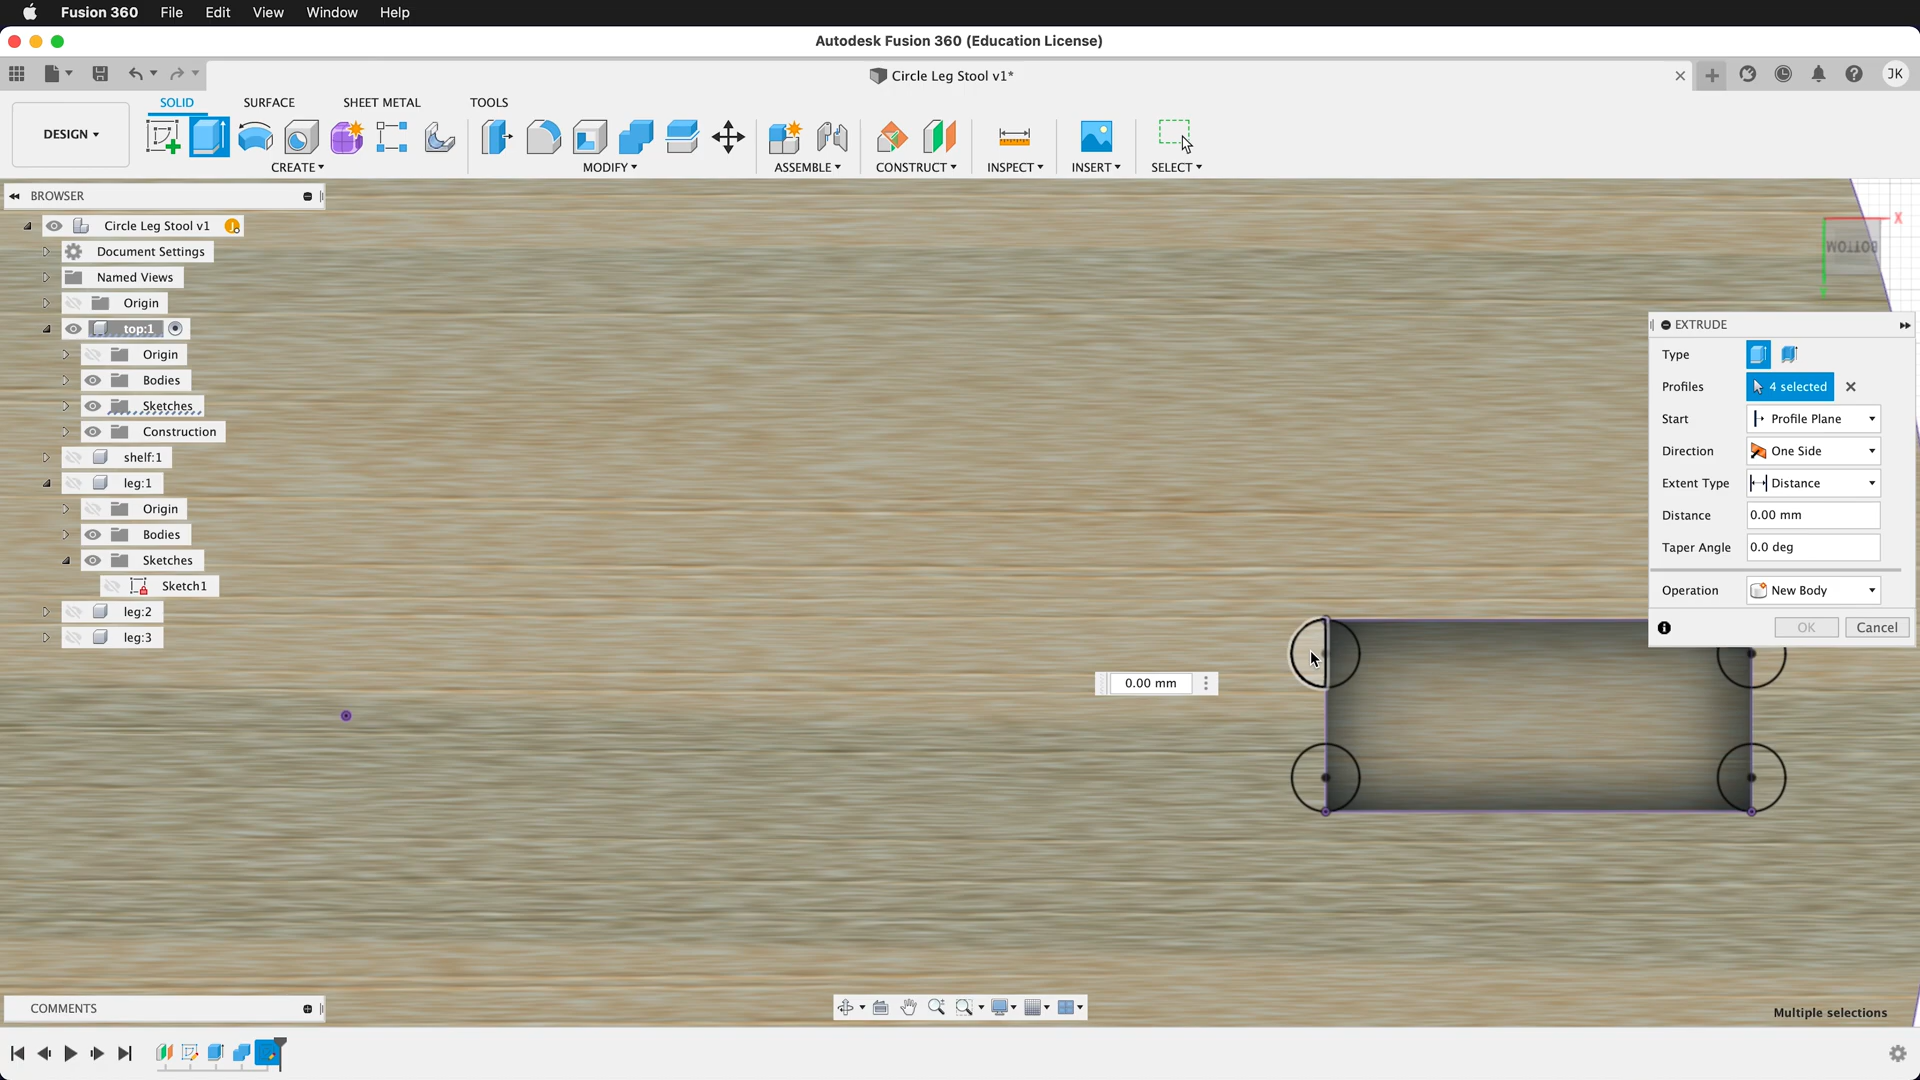 Fusion 360 File Edit View Window Help
Autodesk Fusion 360 (Education License)
Circle Leg Stool v1*
JK
DESIGN
SOLID SURFACE SHEET METAL TOOLS
CREATE MODIFY ASSEMBLE CONSTRUCT INSPECT INSERT SELECT
BROWSER
Circle Leg Stool v1
Document Settings
Named Views
Origin
top:1
Origin
Bodies
Sketches
Construction
shelf:1
leg:1
Origin
Bodies
Sketches
Sketch1
leg:2
leg:3
X
BOTTOM
EXTRUDE
Type
Profiles 4 selected
Start Profile Plane
Direction One Side
Extent Type Distance
Distance 0.00 mm
Taper Angle 0.0 deg
Operation New Body
OK Cancel
0.00 mm
COMMENTS
Multiple selections